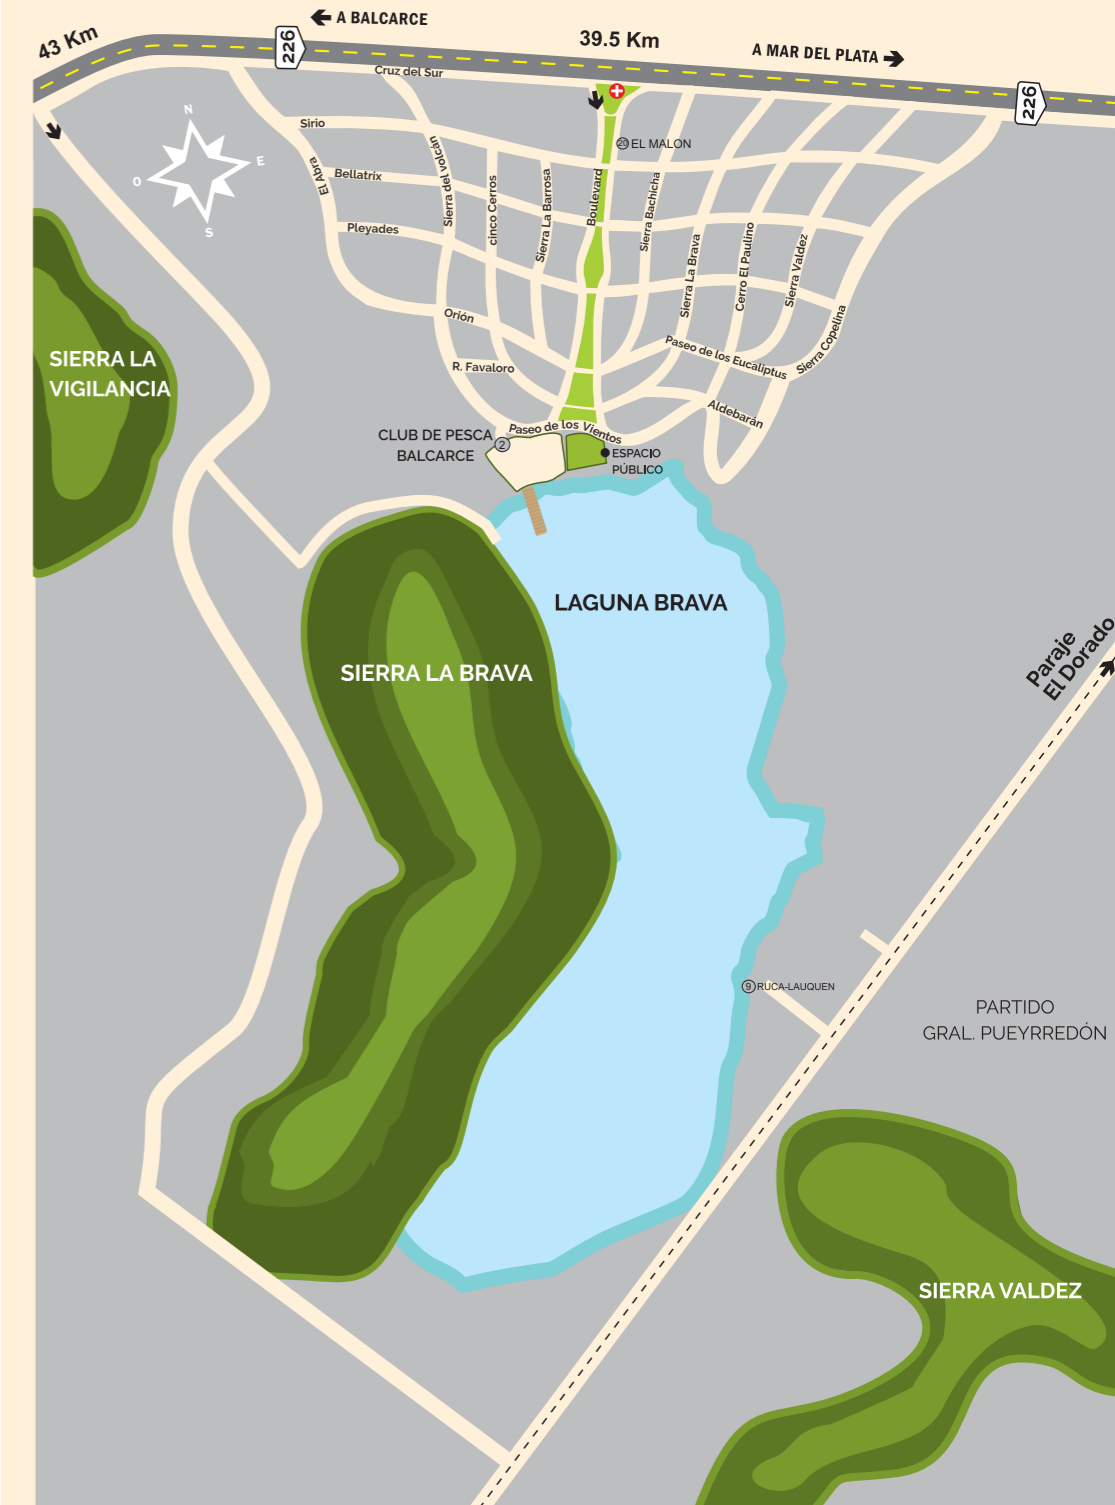 A BALCARCE
43 Km
226
39.5 Km
A MAR DEL PLATA
226
Cruz del Sur
N
E
O
S
Sirio
20 EL MALON
El Abra
Bellatrix
Sierra del volcán
cinco Cerros
Sierra La Barrosa
Boulevard
Sierra Bachicha
Sierra La Brava
Cerro El Paulino
Sierra Valdez
Sierra Copelina
Pleyades
Orión
R. Favaloro
Paseo de los Eucaliptus
Aldebarán
Paseo de los Vientos
SIERRA LA
VIGILANCIA
CLUB DE PESCA
BALCARCE
2
ESPACIO
PÚBLICO
LAGUNA BRAVA
SIERRA LA BRAVA
Paraje
El Dorado
9 RUCA-LAUQUEN
PARTIDO
GRAL. PUEYRREDÓN
SIERRA VALDEZ